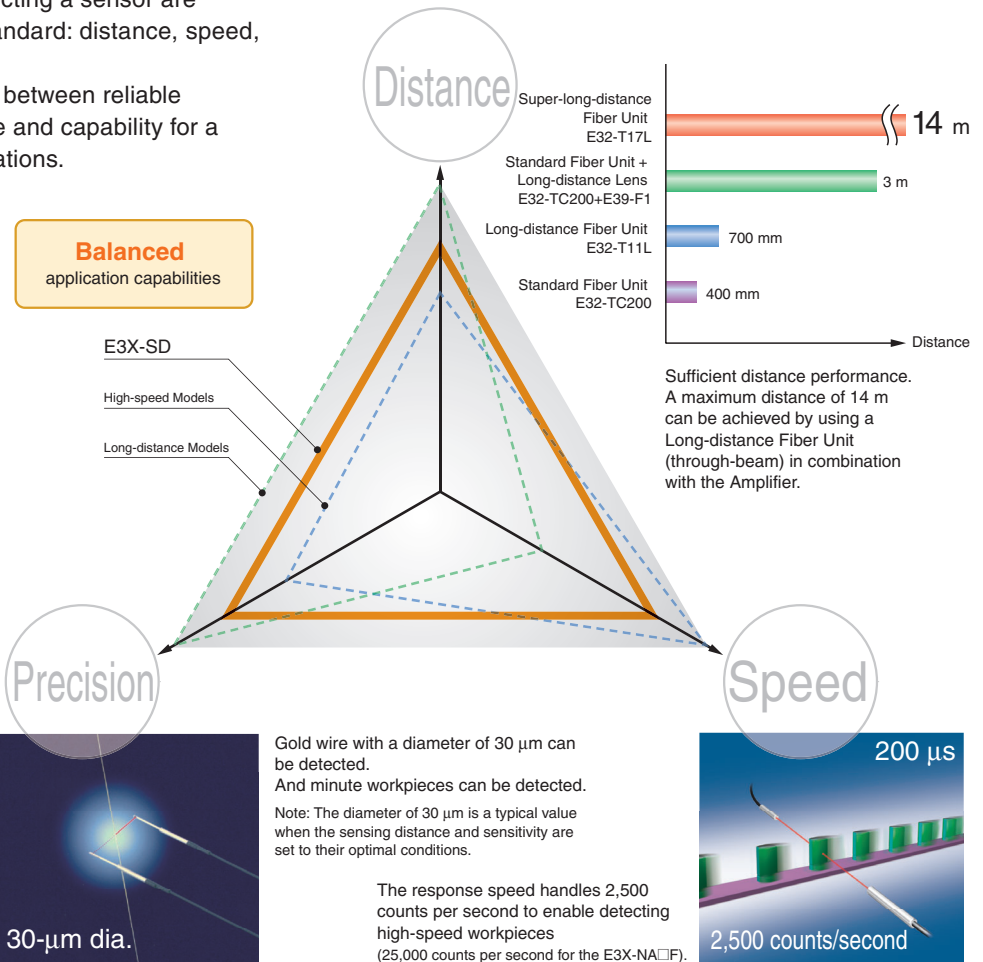 cting a sensor are
ndard: distance, speed,
between reliable
e and capability for a
ations.
Balanced
application capabilities
E3X-SD
High-speed Models
Long-distance Models
Distance
Super-long-distance
Fiber Unit
E32-T17L
14 m
Standard Fiber Unit +
Long-distance Lens
E32-TC200+E39-F1
3 m
Long-distance Fiber Unit
E32-T11L
700 mm
Standard Fiber Unit
E32-TC200
400 mm
Distance
Sufficient distance performance.
A maximum distance of 14 m
can be achieved by using a
Long-distance Fiber Unit
(through-beam) in combination
with the Amplifier.
Precision
Speed
30-μm dia.
Gold wire with a diameter of 30 μm can
be detected.
And minute workpieces can be detected.
Note: The diameter of 30 μm is a typical value
when the sensing distance and sensitivity are
set to their optimal conditions.
The response speed handles 2,500
counts per second to enable detecting
high-speed workpieces
(25,000 counts per second for the E3X-NA□F).
200 μs
2,500 counts/second